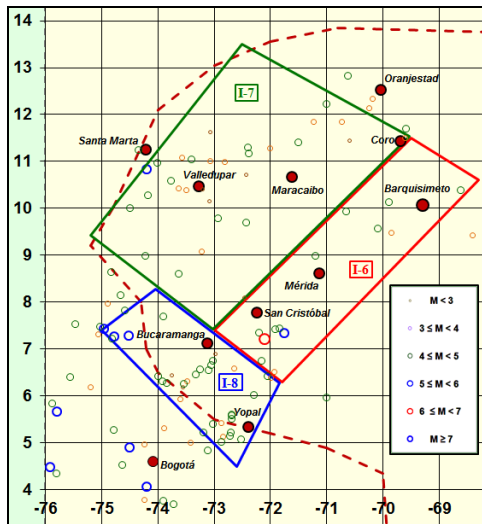 14
13
12
11
10
9
8
7
6
5
4
-76 -75 -74 -73 -72 -71 -70 -69
I-7
Oranjestad
Santa Marta
Coro
Valledupar
Maracaibo
Barquisimeto
I-6
Mérida
San Cristóbal
Bucaramanga
I-8
Yopal
Bogotá
M < 3
3 ≤ M < 4
4 ≤ M < 5
5 ≤ M < 6
6 ≤ M < 7
M ≥ 7